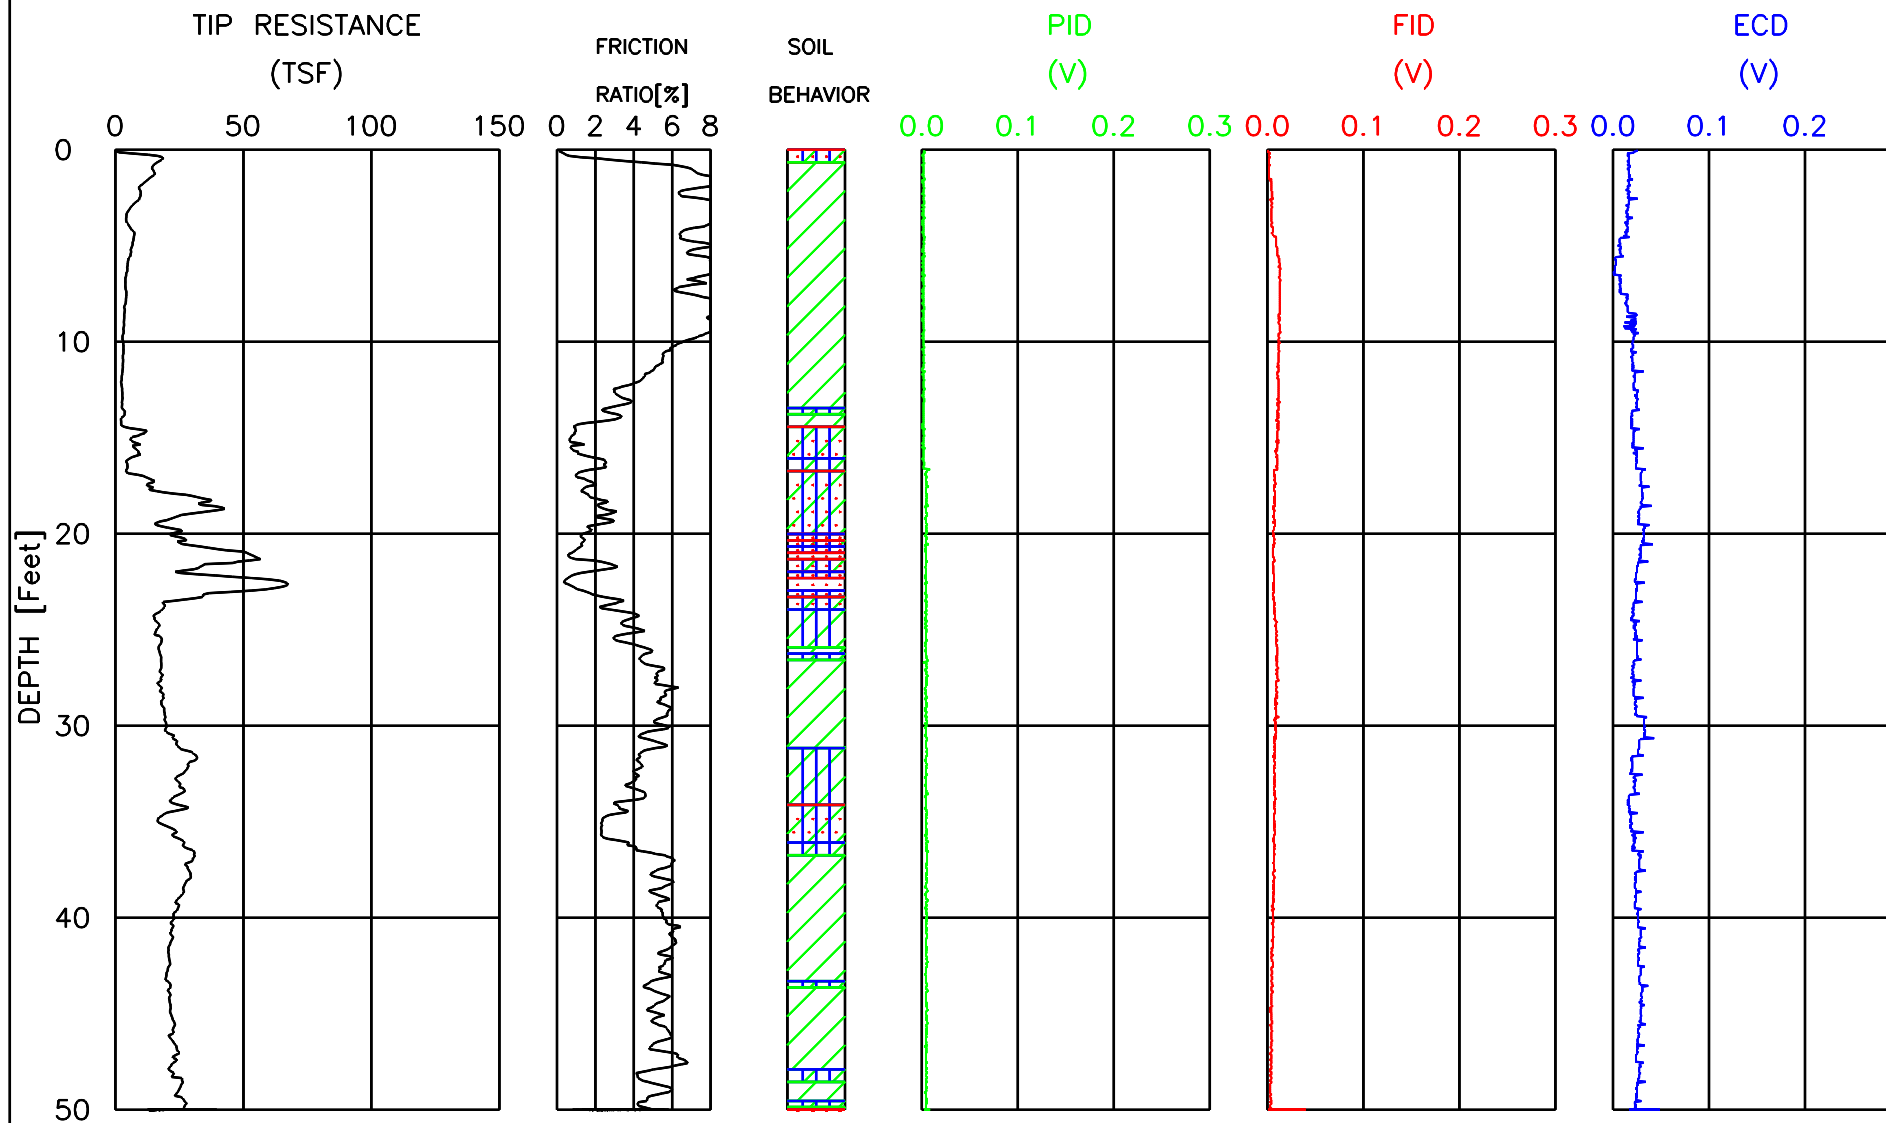 TIP RESISTANCE
(TSF)
0 50 100 150
FRICTION
RATIO[%]
0 2 4 6 8
SOIL
BEHAVIOR
PID
(V)
0.0 0.1 0.2 0.3
FID
(V)
0.0 0.1 0.2 0.3
ECD
(V)
0.0 0.1 0.2
DEPTH [Feet]
0
10
20
30
40
50